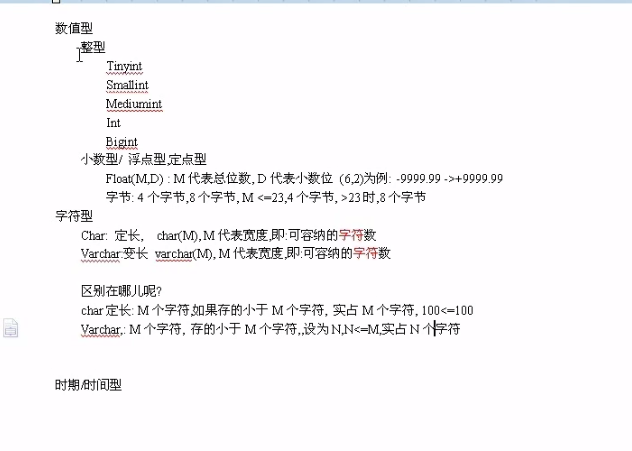 数值型
整型
Tinyint
Smallint
Mediumint
Int
Bigint
小数型/ 浮点型,定点型
Float(M,D) : M 代表总位数, D 代表小数位 (6,2)为例: -9999.99 ->+9999.99
字节: 4 个字节,8 个字节, M <=23,4 个字节, >23 时,8 个字节
字符型
Char: 定长, char(M), M 代表宽度,即:可容纳的字符数
Varchar:变长 varchar(M), M 代表宽度,即:可容纳的字符数
区别在哪儿呢?
char 定长: M 个字符,如果存的小于 M 个字符, 实占 M 个字符, 100<=100
Varchar,: M 个字符, 存的小于 M 个字符,,设为 N,N<=M,实占 N 个字符
时期/时间型